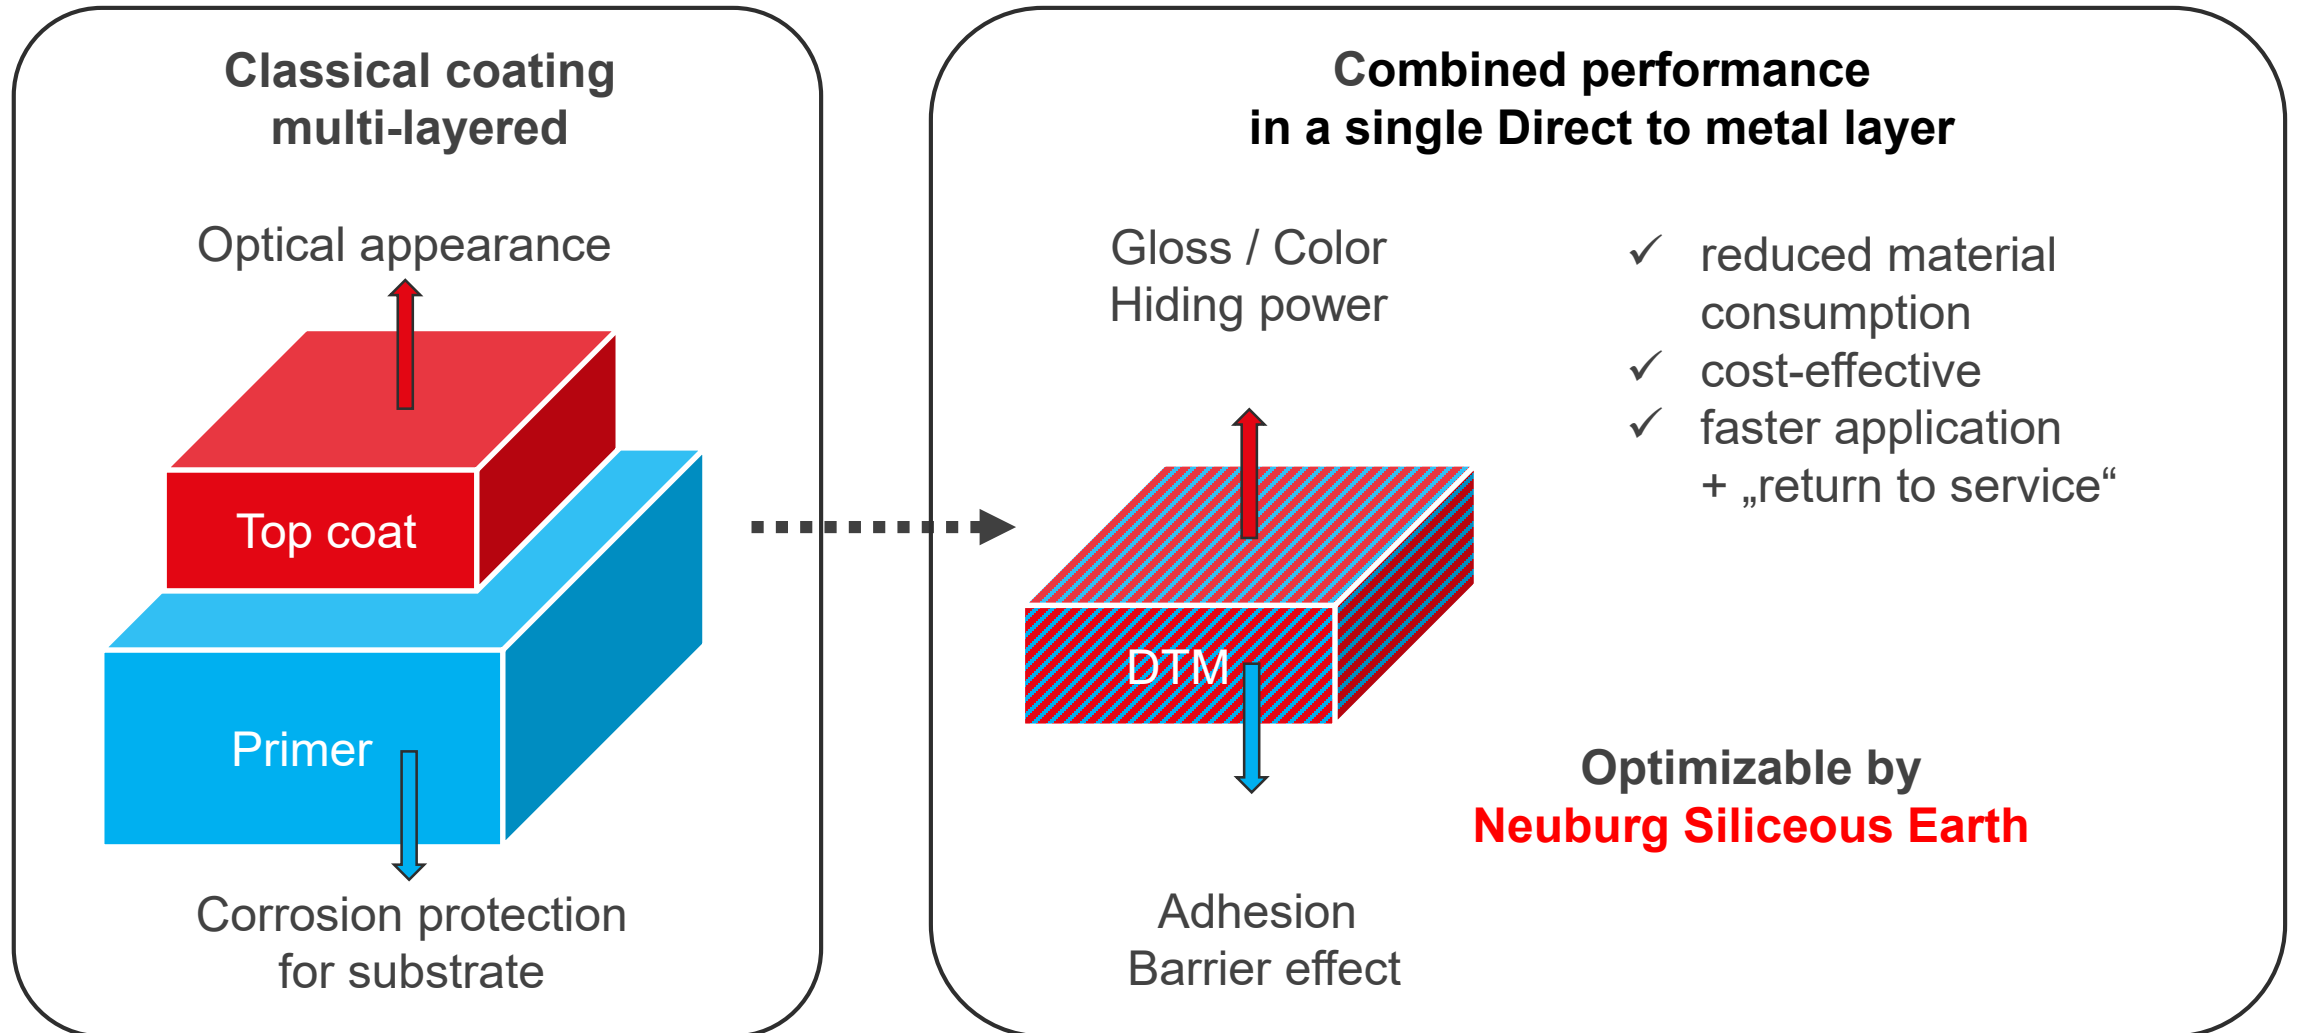 Classical coating
multi-layered
Optical appearance
Top coat
Primer
Corrosion protection
for substrate
Combined performance
in a single Direct to metal layer
Gloss / Color
Hiding power
✓ reduced material
consumption
✓ cost-effective
✓ faster application
+ „return to service“
DTM
Optimizable by
Neuburg Siliceous Earth
Adhesion
Barrier effect